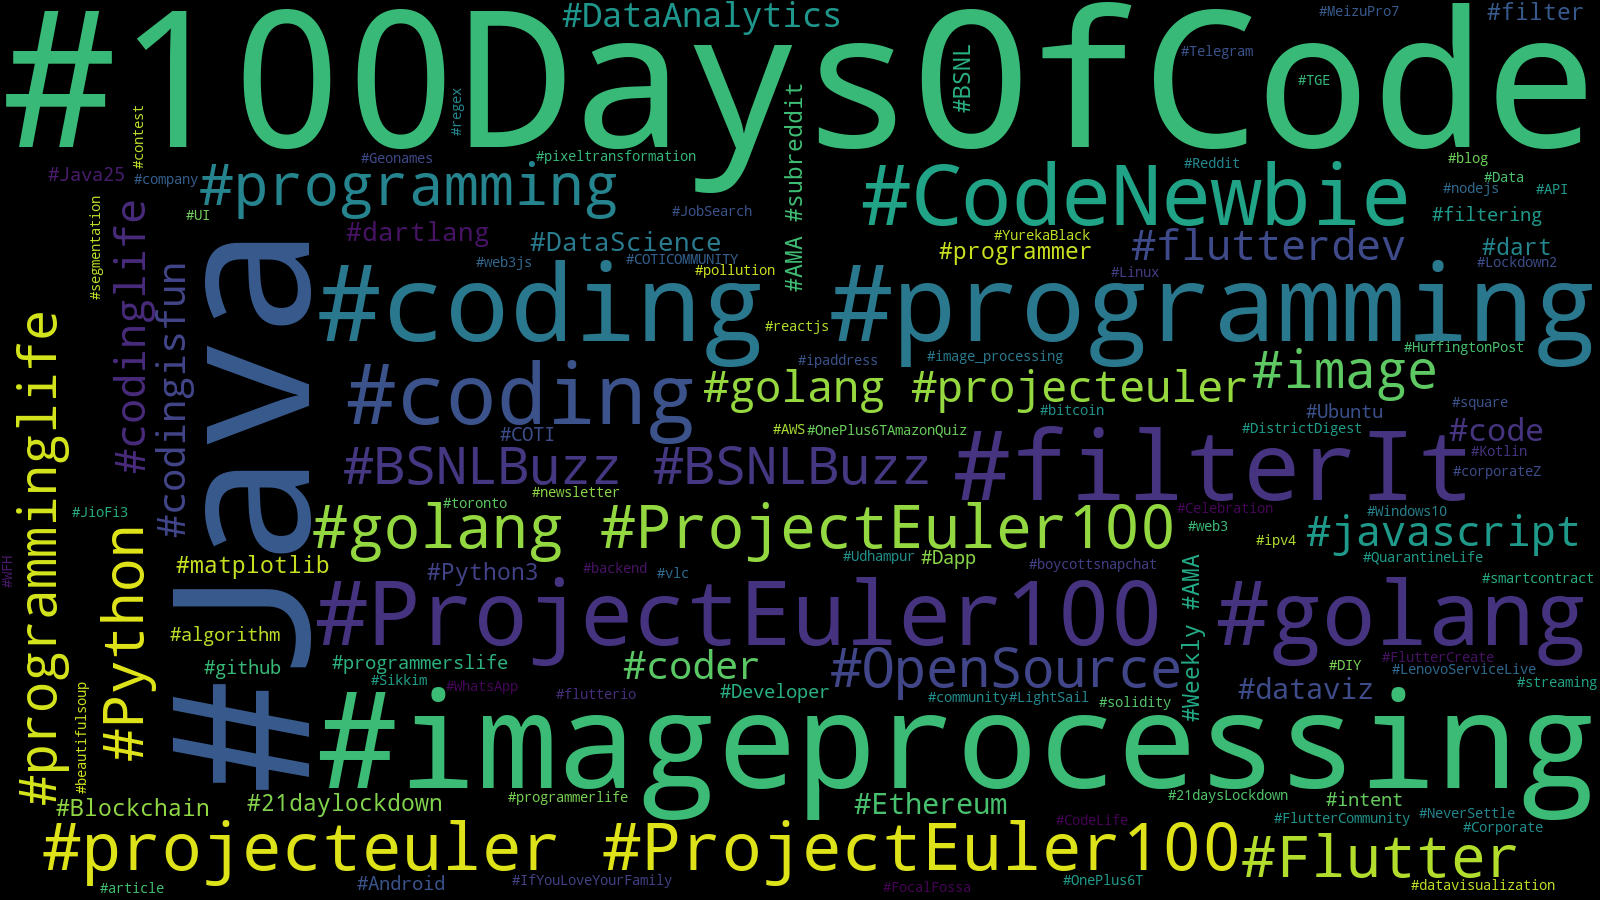 #100DaysOfCode
#DataAnalytics
#MeizuPro7
#filter
#Telegram
#BSNL
#TGE
#regex
#contest
#AMA #subreddit
#Java25
#company
#Geonames
#pixeltransformation
#programming
#CodeNewbie
#Reddit
#blog
#Data
#nodejs
#API
#UI
#JobSearch
#filtering
#segmentation
#codinglife
#dartlang
#DataScience
#YurekaBlack
#programmer
#flutterdev
#dart
#web3js
#COTICOMMUNITY
#pollution
#Linux
#Lockdown2
#codingisfun
#Java
#coding
#programming
#reactjs
#programminglife
#ipaddress
#image_processing
#HuffingtonPost
#coding
#golang #projecteuler
#image
#bitcoin
#Ubuntu
#square
#COTI
#AWS
#OnePlus6TAmazonQuiz
#DistrictDigest
#code
#BSNLBuzz #BSNLBuzz
#filterIt
#Kotlin
#corporateZ
#JioFi3
#toronto
#newsletter
#Celebration
#Windows10
#Python
#golang #ProjectEuler100
#web3
#ipv4
#javascript
#WFH
#matplotlib
#Python3
#backend
#vlc
#Udhampur
#Dapp
#boycottsnapchat
#Weekly #AMA
#QuarantineLife
#smartcontract
#ProjectEuler100
#golang
#algorithm
#github
#programmerslife
#coder
#OpenSource
#DIY
#FlutterCreate
#LenovoServiceLive
#Sikkim
#WhatsApp
#flutterio
#Developer
#community
#LightSail
#solidity
#dataviz
#streaming
#beautifulsoup
#imageprocessing
#Blockchain
#21daylockdown
#programmerlife
#Ethereum
#21daysLockdown
#intent
#CodeLife
#FlutterCommunity
#NeverSettle
#Corporate
#projecteuler #ProjectEuler100
#Flutter
#article
#Android
#IfYouLoveYourFamily
#FocalFossa
#OnePlus6T
#datavisualization